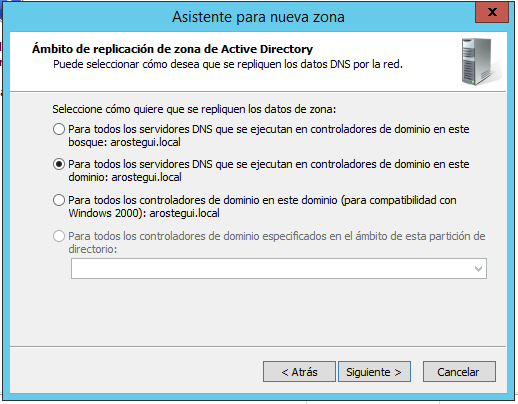 Asistente para nueva zona
x
Ámbito de replicación de zona de Active Directory
Puede seleccionar cómo desea que se repliquen los datos DNS por la red.
Seleccione cómo quiere que se repliquen los datos de zona:
Para todos los servidores DNS que se ejecutan en controladores de dominio en este
bosque: arostegui.local
Para todos los servidores DNS que se ejecutan en controladores de dominio en este
dominio: arostegui.local
Para todos los controladores de dominio en este dominio (para compatibilidad con
Windows 2000): arostegui.local
Para todos los controladores de dominio especificados en el ámbito de esta partición de
directorio:
< Atrás
Siguiente >
Cancelar